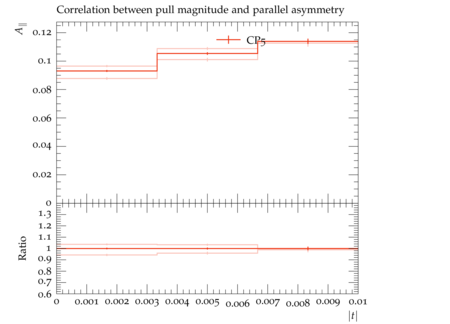 Correlation between pull magnitude and parallel asymmetry
A∥
0.12
0.1
0.08
0.06
0.04
0.02
0
CP5
1.3
1.2
1.1
1
0.9
0.8
0.7
0.6
Ratio
0 0.001 0.002 0.003 0.004 0.005 0.006 0.007 0.008 0.009 0.01
|t|